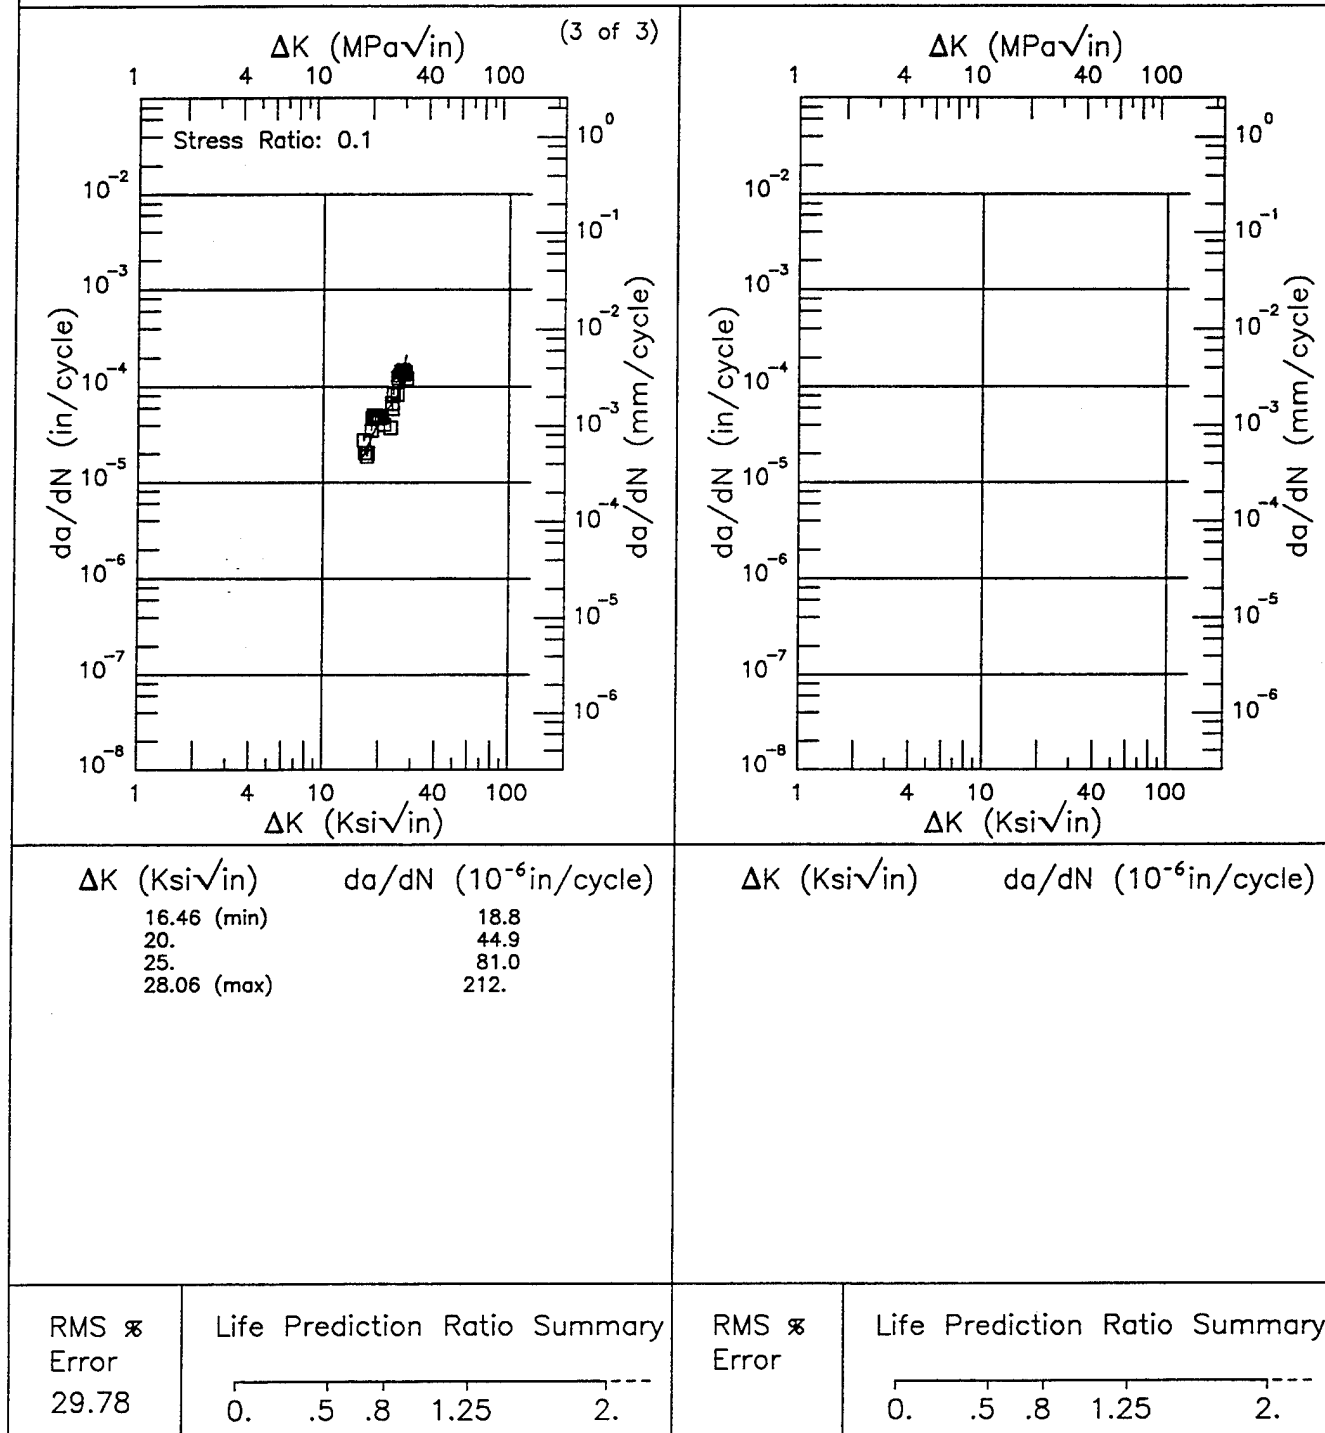 (3 of 3)
ΔK (MPa√in)
1 4 10 40 100
Stress Ratio: 0.1
10⁰
10⁻²
10⁻¹
10⁻³
10⁻²
10⁻⁴
10⁻³
10⁻⁵
10⁻⁴
10⁻⁶
10⁻⁵
10⁻⁷
10⁻⁶
10⁻⁸
da/dN (in/cycle)
da/dN (mm/cycle)
1 4 10 40 100
ΔK (Ksi√in)
ΔK (MPa√in)
1 4 10 40 100
10⁰
10⁻²
10⁻¹
10⁻³
10⁻²
10⁻⁴
10⁻³
10⁻⁵
10⁻⁴
10⁻⁶
10⁻⁵
10⁻⁷
10⁻⁶
10⁻⁸
da/dN (in/cycle)
da/dN (mm/cycle)
1 4 10 40 100
ΔK (Ksi√in)
ΔK (Ksi√in) da/dN (10⁻⁶in/cycle)
16.46 (min) 18.8
20. 44.9
25. 81.0
28.06 (max) 212.
ΔK (Ksi√in) da/dN (10⁻⁶in/cycle)
RMS %
Error
29.78
Life Prediction Ratio Summary
0. .5 .8 1.25 2.
RMS %
Error
Life Prediction Ratio Summary
0. .5 .8 1.25 2.